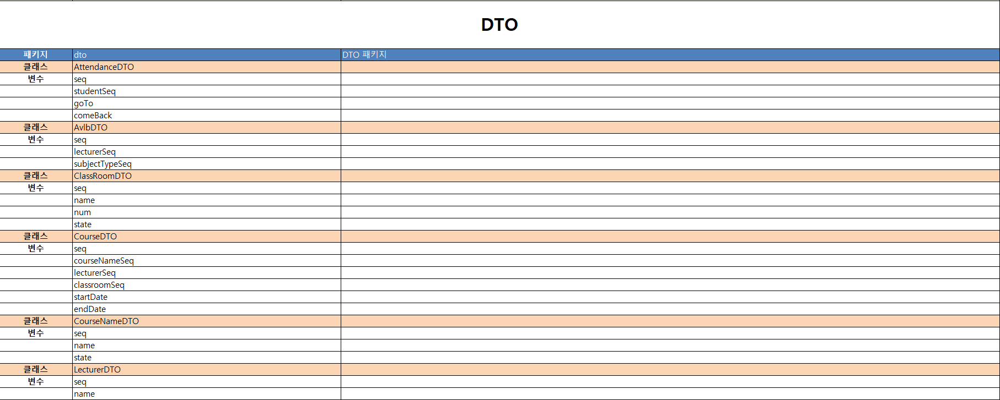 DTO
패키지 dto DTO 패키지
클래스 AttendanceDTO
변수 seq
studentSeq
goTo
comeBack
클래스 AvlbDTO
변수 seq
lecturerSeq
subjectTypeSeq
클래스 ClassRoomDTO
변수 seq
name
num
state
클래스 CourseDTO
변수 seq
courseNameSeq
lecturerSeq
classroomSeq
startDate
endDate
클래스 CourseNameDTO
변수 seq
name
state
클래스 LecturerDTO
변수 seq
name